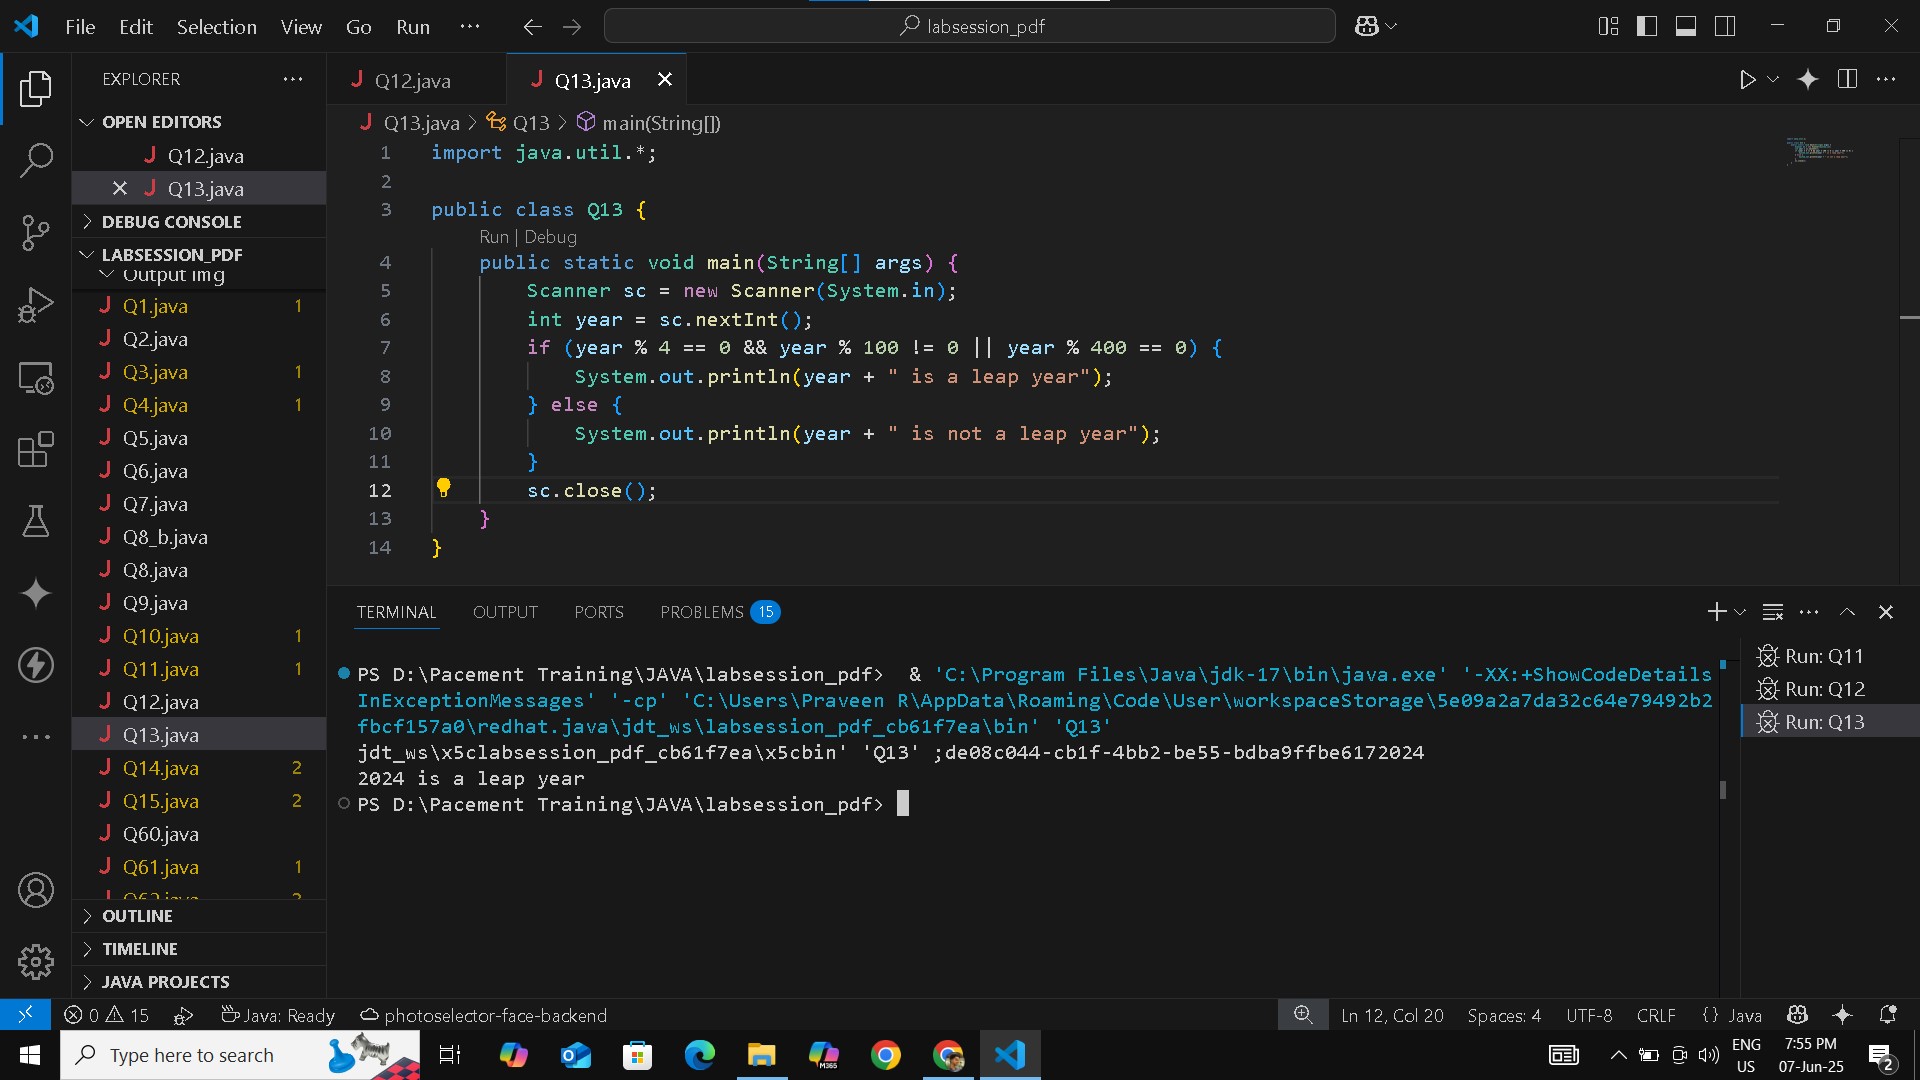 File Edit Selection View Go Run ··· labsession_pdf
EXPLORER ···
OPEN EDITORS
Q12.java
Q13.java
DEBUG CONSOLE
LABSESSION_PDF
Output img
Q1.java 1
Q2.java
Q3.java 1
Q4.java 1
Q5.java
Q6.java
Q7.java
Q8_b.java
Q8.java
Q9.java
Q10.java 1
Q11.java 1
Q12.java
Q13.java
Q14.java 2
Q15.java 2
Q60.java
Q61.java 1
OUTLINE
TIMELINE
JAVA PROJECTS
Q12.java Q13.java
Q13.java > Q13 > main(String[])
1 import java.util.*;
2
3 public class Q13 {
Run | Debug
4 public static void main(String[] args) {
5 Scanner sc = new Scanner(System.in);
6 int year = sc.nextInt();
7 if (year % 4 == 0 && year % 100 != 0 || year % 400 == 0) {
8 System.out.println(year + " is a leap year");
9 } else {
10 System.out.println(year + " is not a leap year");
11 }
12 sc.close();
13 }
14 }
TERMINAL OUTPUT PORTS PROBLEMS 15
PS D:\Pacement Training\JAVA\labsession_pdf> & 'C:\Program Files\Java\jdk-17\bin\java.exe' '-XX:+ShowCodeDetails
InExceptionMessages' '-cp' 'C:\Users\Praveen R\AppData\Roaming\Code\User\workspaceStorage\5e09a2a7da32c64e79492b2
fbcf157a0\redhat.java\jdt_ws\labsession_pdf_cb61f7ea\bin' 'Q13'
jdt_ws\x5clabsession_pdf_cb61f7ea\x5cbin' 'Q13' ;de08c044-cb1f-4bb2-be55-bdba9ffbe6172024
2024 is a leap year
PS D:\Pacement Training\JAVA\labsession_pdf>
Run: Q11
Run: Q12
Run: Q13
0 15 Java: Ready photoselector-face-backend Ln 12, Col 20 Spaces: 4 UTF-8 CRLF {} Java
Type here to search
M365
ENG
US
7:55 PM
07-Jun-25
2